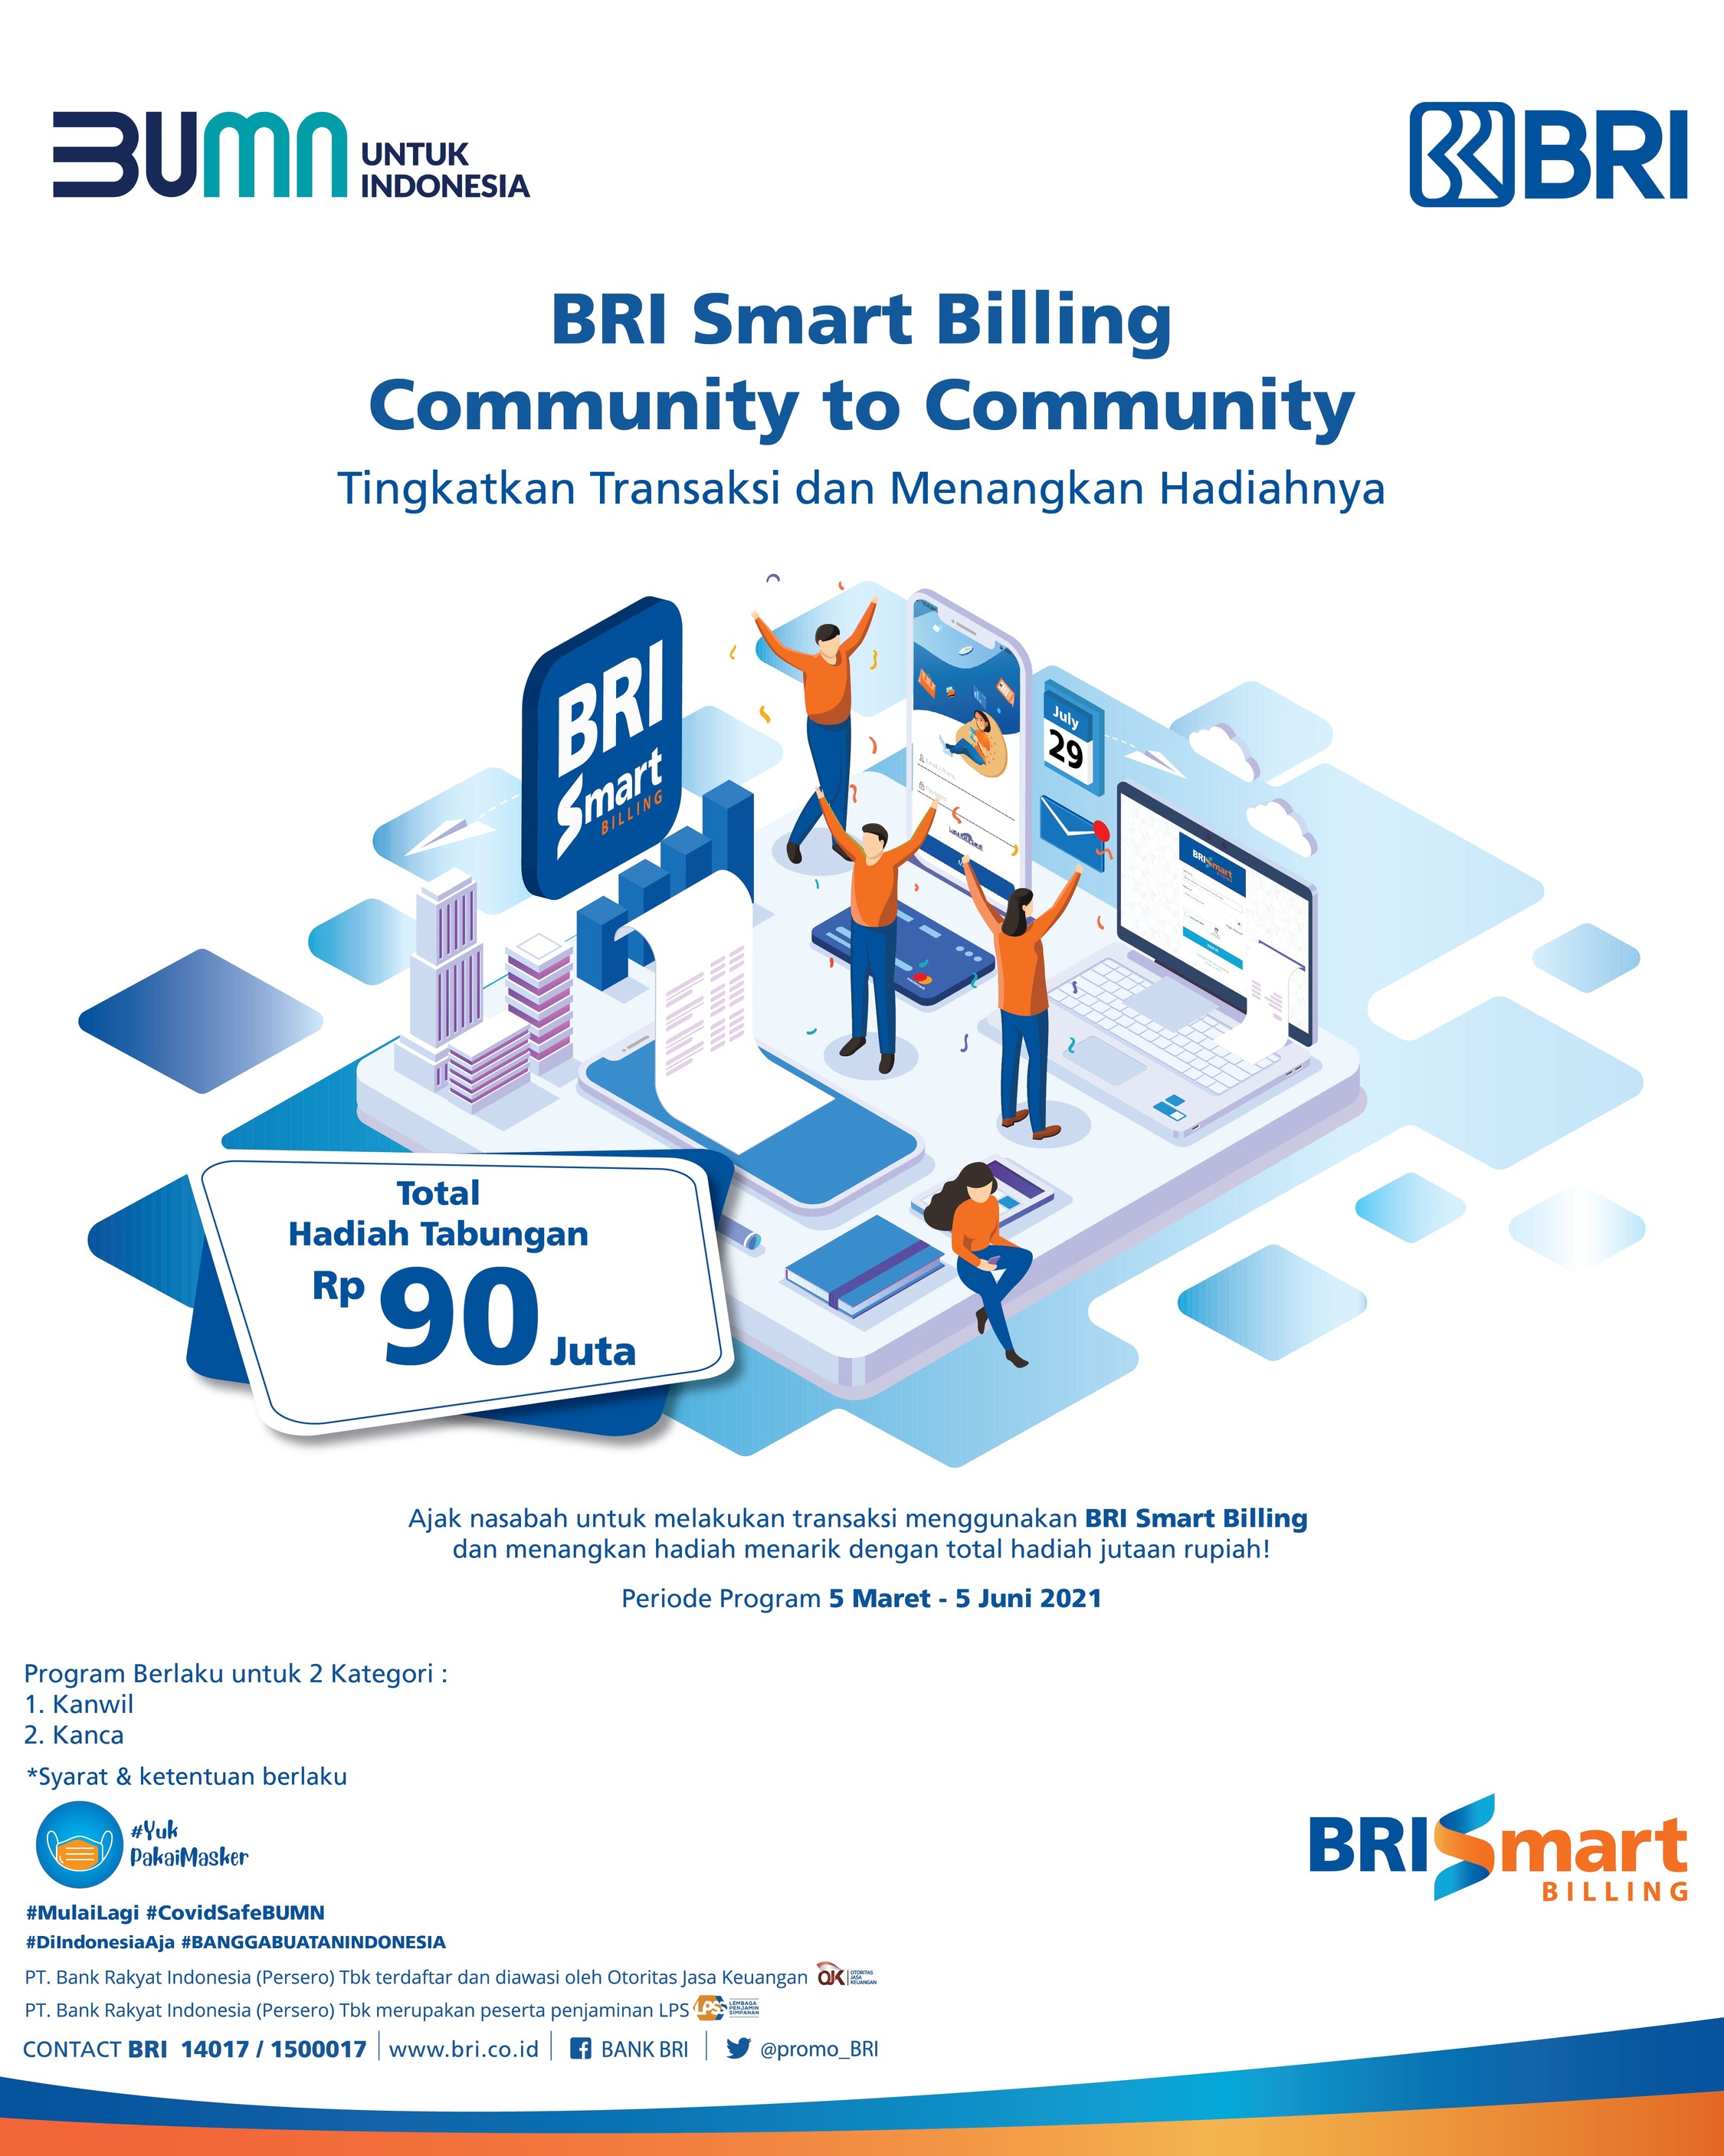 BUMN UNTUK
INDONESIA
BRI
BRI Smart Billing
Community to Community
Tingkatkan Transaksi dan Menangkan Hadiahnya
BRI
Smart
BILLING
July
29
BRISmart
Total
Hadiah Tabungan
Rp 90 Juta
Ajak nasabah untuk melakukan transaksi menggunakan BRI Smart Billing
dan menangkan hadiah menarik dengan total hadiah jutaan rupiah!
Periode Program 5 Maret - 5 Juni 2021
Program Berlaku untuk 2 Kategori :
1. Kanwil
2. Kanca
*Syarat & ketentuan berlaku
#Yuk
PakaiMasker
BRISmart
BILLING
#MulaiLagi #CovidSafeBUMN
#DiIndonesiaAja #BANGGABUATANINDONESIA
PT. Bank Rakyat Indonesia (Persero) Tbk terdaftar dan diawasi oleh Otoritas Jasa Keuangan OJK OTORITAS JASA KEUANGAN
PT. Bank Rakyat Indonesia (Persero) Tbk merupakan peserta penjaminan LPS LPS LEMBAGA PENJAMIN SIMPANAN
CONTACT BRI 14017 / 1500017 | www.bri.co.id | BANK BRI | @promo_BRI